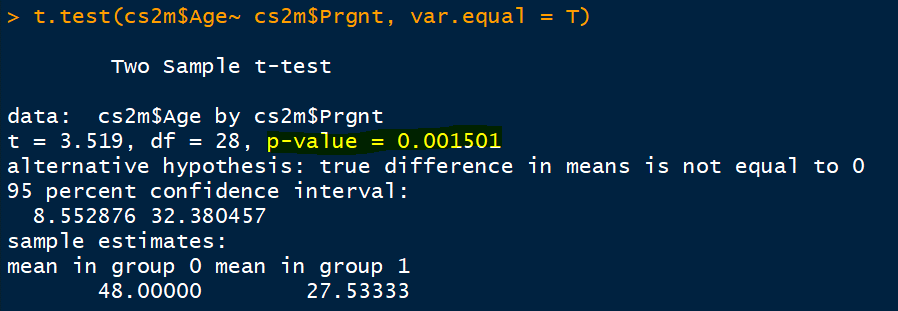 > t.test(cs2m$Age~ cs2m$Prgnt, var.equal = T)
Two Sample t-test
data:  cs2m$Age by cs2m$Prgnt
t = 3.519, df = 28, p-value = 0.001501
alternative hypothesis: true difference in means is not equal to 0
95 percent confidence interval:
8.552876 32.380457
sample estimates:
mean in group 0 mean in group 1
48.00000        27.53333